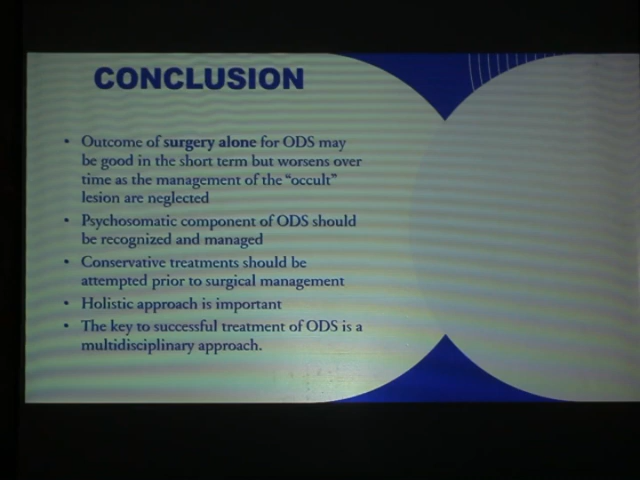 CONCLUSION
• Outcome of surgery alone for ODS may
be good in the short term but worsens over
time as the management of the “occult”
lesion are neglected
• Psychosomatic component of ODS should
be recognized and managed
• Conservative treatments should be
attempted prior to surgical management
• Holistic approach is important
• The key to successful treatment of ODS is a
multidisciplinary approach.